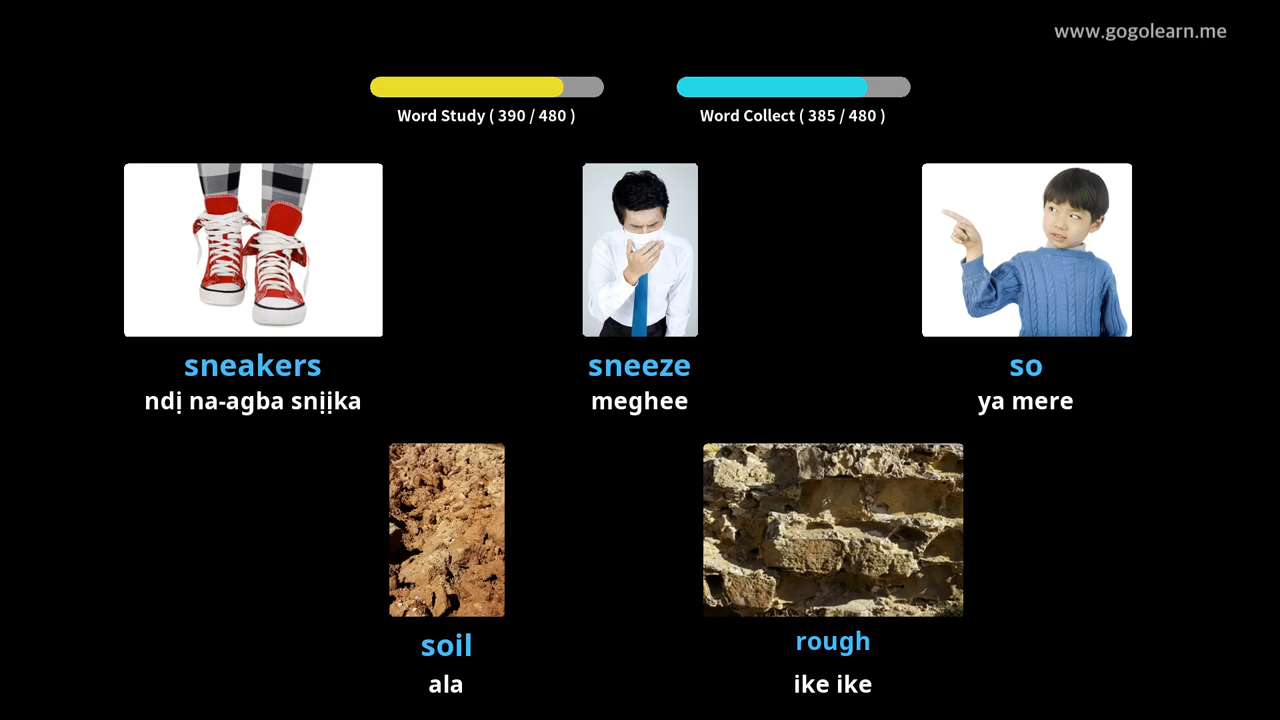 www.gogolearn.me
Word Study ( 390 / 480 )
Word Collect ( 385 / 480 )
sneakers
ndị na-agba snịịka
sneeze
meghee
so
ya mere
soil
ala
rough
ike ike